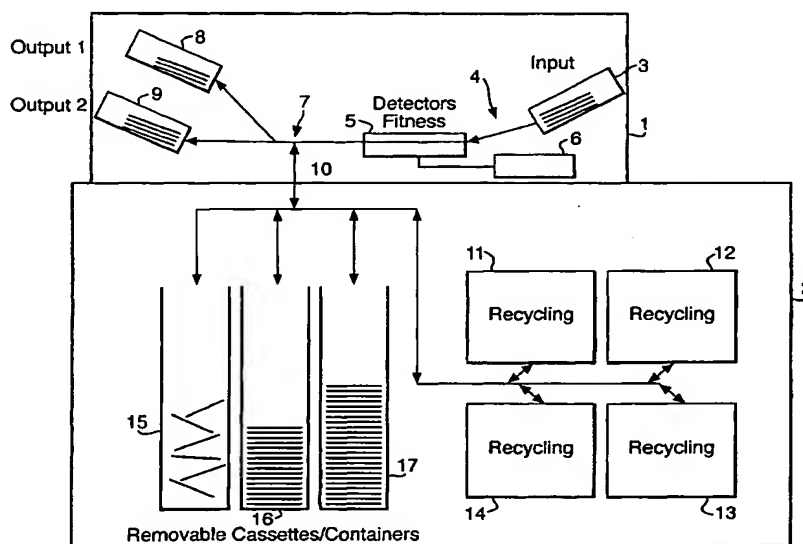 Output 1
8
Input
3
Output 2
9
4
7
Detectors
Fitness
5
1
6
10
11
12
2
Recycling
Recycling
15
Recycling
Recycling
17
16
14
13
Removable Cassettes/Containers